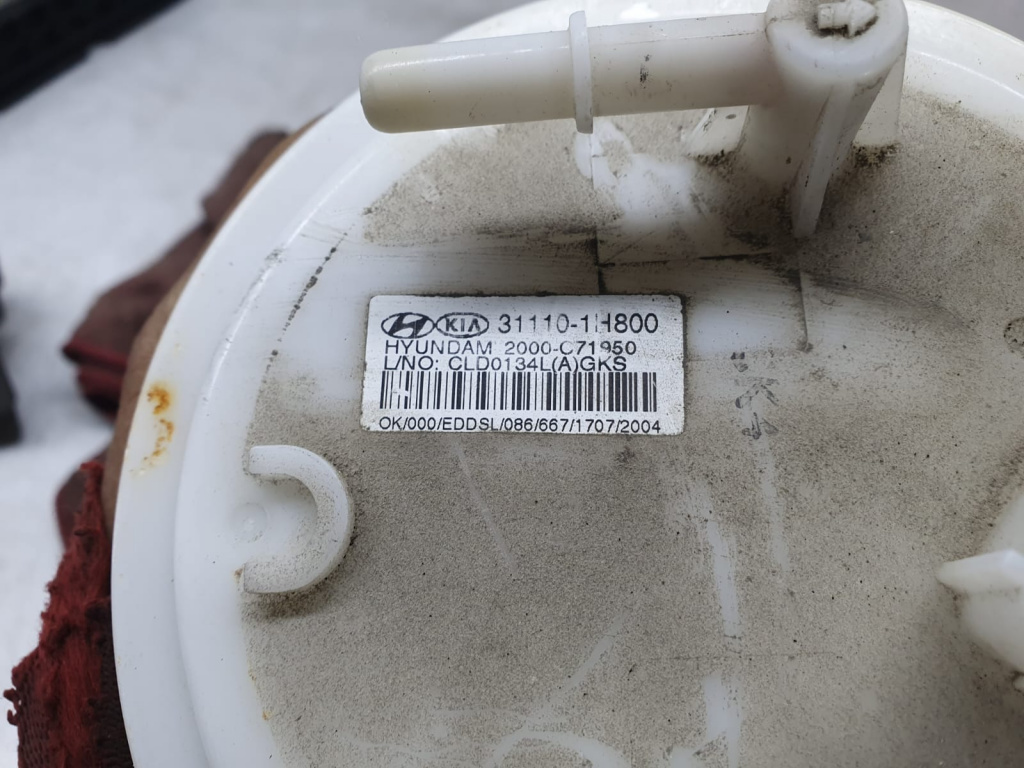 KIA 31110-1H800
HYUNDAM 2000-C71950
L/NO: CLD0134L(A)GKS
OK/000/EDDSL/086/667/1707/2004